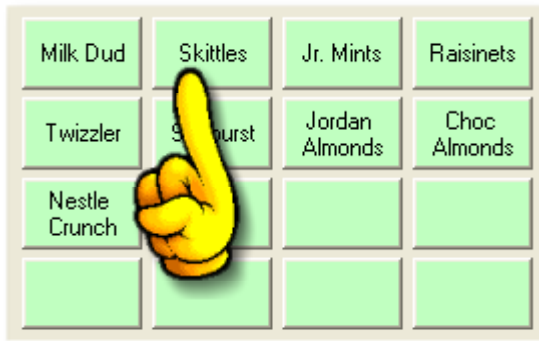 Milk Dud
Skittles
Jr. Mints
Raisinets
Twizzler
Jordan
Almonds
Choc
Almonds
Nestle
Crunch